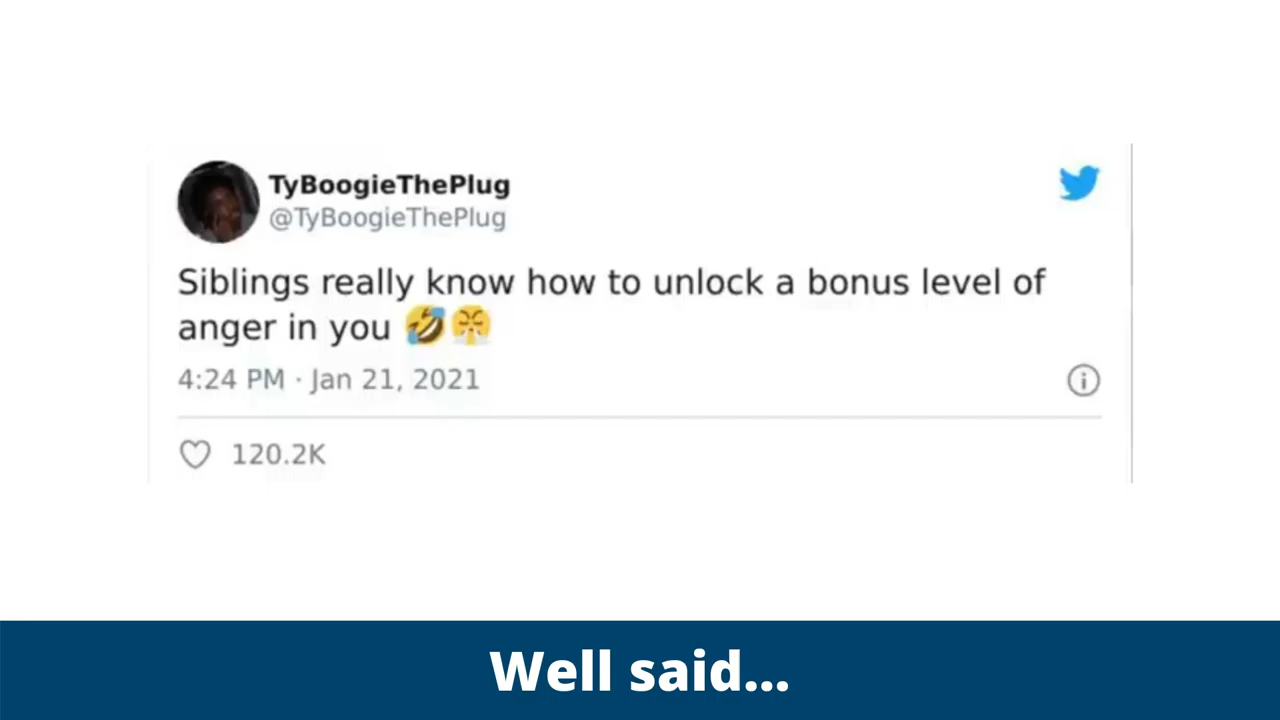 TyBoogieThePlug
@TyBoogieThePlug
Siblings really know how to unlock a bonus level of
anger in you 🤣😤
4:24 PM · Jan 21, 2021
120.2K
Well said...